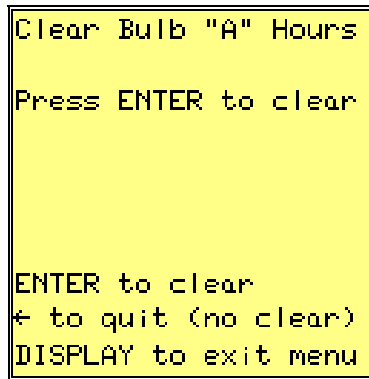 Clear Bulb "A" Hours
Press ENTER to clear
ENTER to clear
← to quit (no clear)
DISPLAY to exit menu